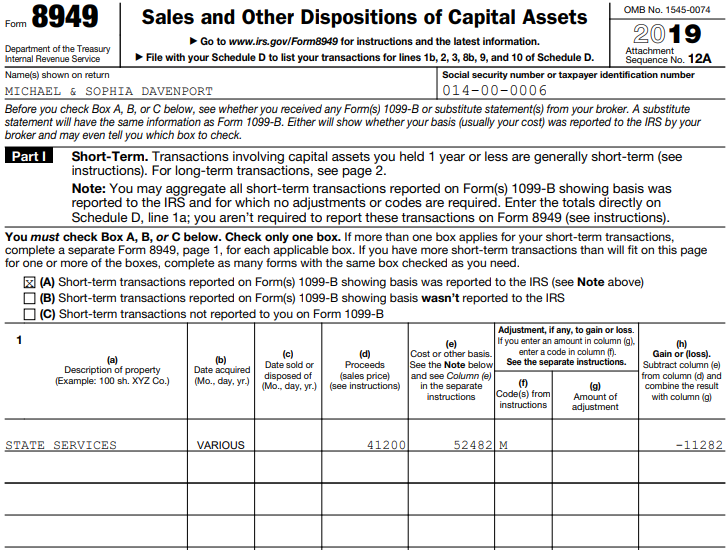 Form 8949
Department of the Treasury
Internal Revenue Service
Sales and Other Dispositions of Capital Assets
▶ Go to www.irs.gov/Form8949 for instructions and the latest information.
▶ File with your Schedule D to list your transactions for lines 1b, 2, 3, 8b, 9, and 10 of Schedule D.
OMB No. 1545-0074
2019
Attachment
Sequence No. 12A
Name(s) shown on return
MICHAEL & SOPHIA DAVENPORT
Social security number or taxpayer identification number
014-00-0006
Before you check Box A, B, or C below, see whether you received any Form(s) 1099-B or substitute statement(s) from your broker. A substitute
statement will have the same information as Form 1099-B. Either will show whether your basis (usually your cost) was reported to the IRS by your
broker and may even tell you which box to check.
Part I Short-Term. Transactions involving capital assets you held 1 year or less are generally short-term (see
instructions). For long-term transactions, see page 2.
Note: You may aggregate all short-term transactions reported on Form(s) 1099-B showing basis was
reported to the IRS and for which no adjustments or codes are required. Enter the totals directly on
Schedule D, line 1a; you aren't required to report these transactions on Form 8949 (see instructions).
You must check Box A, B, or C below. Check only one box. If more than one box applies for your short-term transactions,
complete a separate Form 8949, page 1, for each applicable box. If you have more short-term transactions than will fit on this page
for one or more of the boxes, complete as many forms with the same box checked as you need.
☒ (A) Short-term transactions reported on Form(s) 1099-B showing basis was reported to the IRS (see Note above)
☐ (B) Short-term transactions reported on Form(s) 1099-B showing basis wasn't reported to the IRS
☐ (C) Short-term transactions not reported to you on Form 1099-B
1
(a)
Description of property
(Example: 100 sh. XYZ Co.)
(b)
Date acquired
(Mo., day, yr.)
(c)
Date sold or
disposed of
(Mo., day, yr.)
(d)
Proceeds
(sales price)
(see instructions)
(e)
Cost or other basis.
See the Note below
and see Column (e)
in the separate
instructions
Adjustment, if any, to gain or loss.
If you enter an amount in column (g),
enter a code in column (f).
See the separate instructions.
(f)
Code(s) from
instructions
(g)
Amount of
adjustment
(h)
Gain or (loss).
Subtract column (e)
from column (d) and
combine the result
with column (g)
STATE SERVICES VARIOUS 41200 52482 M -11282